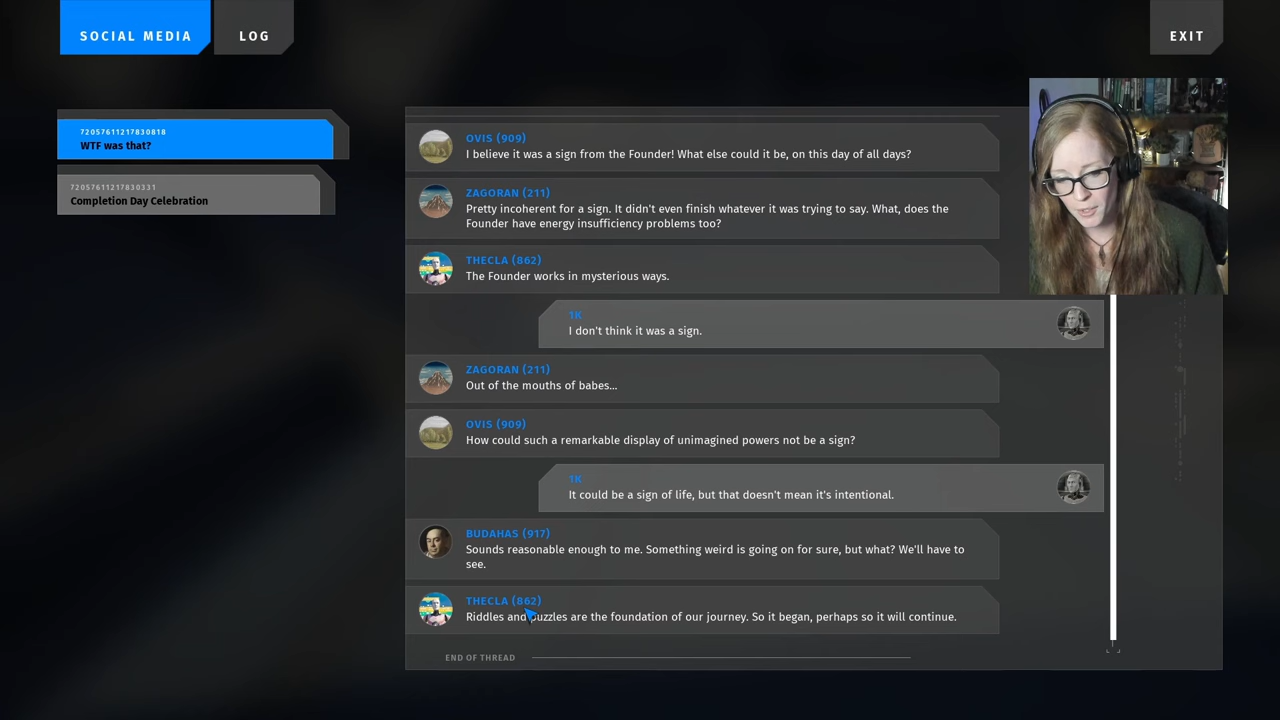 SOCIAL MEDIA
LOG
EXIT
72057611217830818
WTF was that?
72057611217830331
Completion Day Celebration
OVIS (909)
I believe it was a sign from the Founder! What else could it be, on this day of all days?
ZAGORAN (211)
Pretty incoherent for a sign. It didn't even finish whatever it was trying to say. What, does the
Founder have energy insufficiency problems too?
THECLA (862)
The Founder works in mysterious ways.
1K
I don't think it was a sign.
ZAGORAN (211)
Out of the mouths of babes...
OVIS (909)
How could such a remarkable display of unimagined powers not be a sign?
1K
It could be a sign of life, but that doesn't mean it's intentional.
BUDAHAS (917)
Sounds reasonable enough to me. Something weird is going on for sure, but what? We'll have to
see.
THECLA (862)
Riddles and puzzles are the foundation of our journey. So it began, perhaps so it will continue.
END OF THREAD